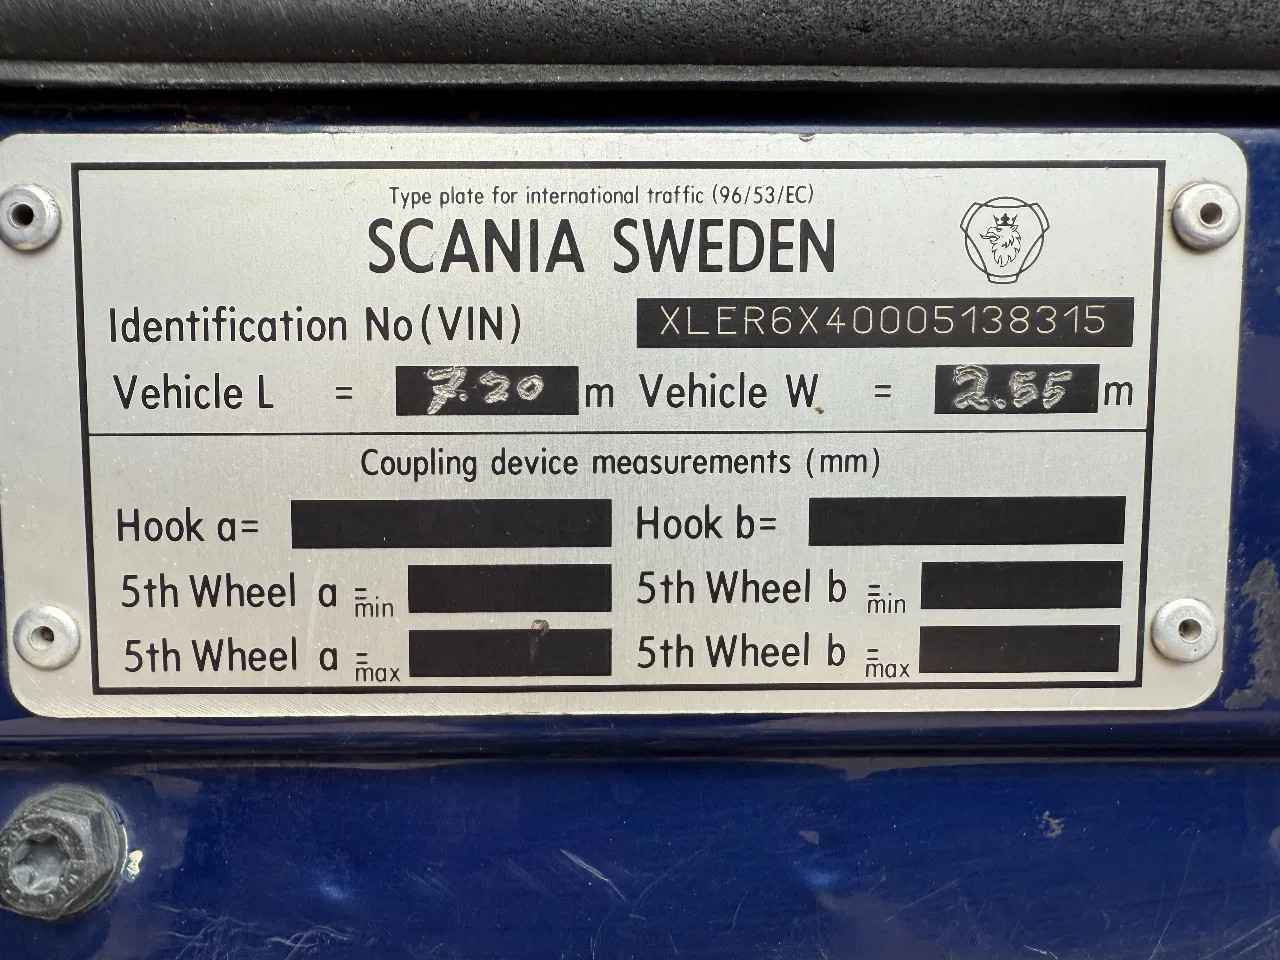 Type plate for international traffic (96/53/EC)
SCANIA SWEDEN
Identification No (VIN) XLER6X40005138315
Vehicle L = 7.20 m Vehicle W = 2.55 m
Coupling device measurements (mm)
Hook a= Hook b=
5th Wheel a = min 5th Wheel b = min
5th Wheel a = max 5th Wheel b = max